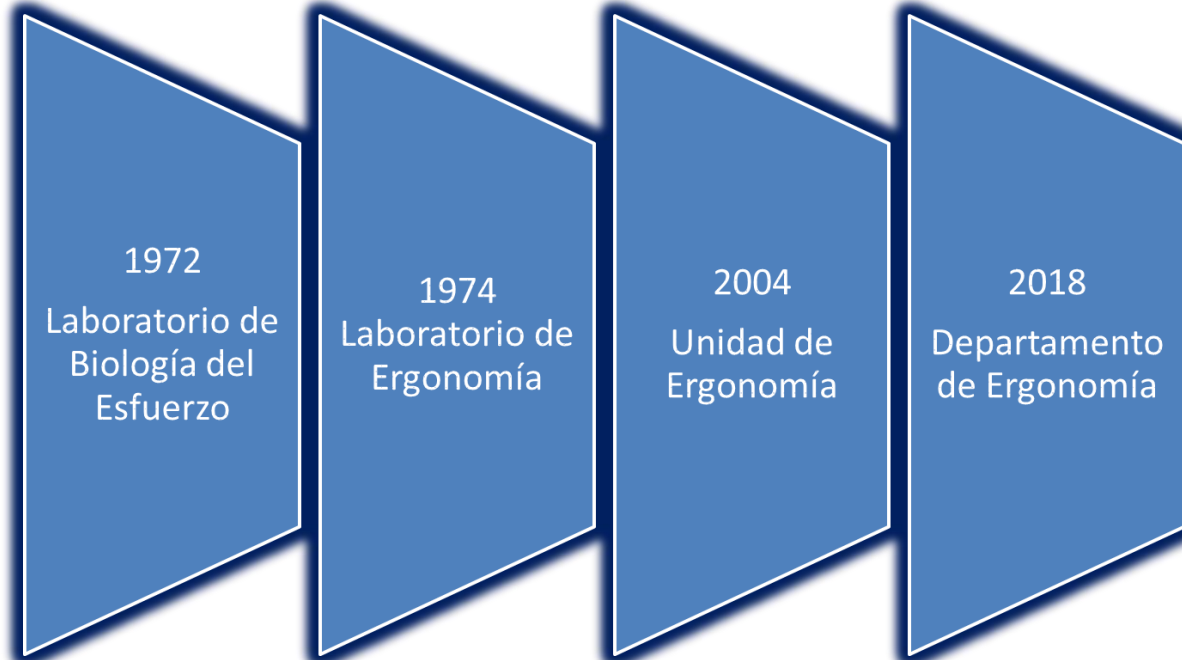 1972
Laboratorio de
Biología del
Esfuerzo
1974
Laboratorio de
Ergonomía
2004
Unidad de
Ergonomía
2018
Departamento
de Ergonomía